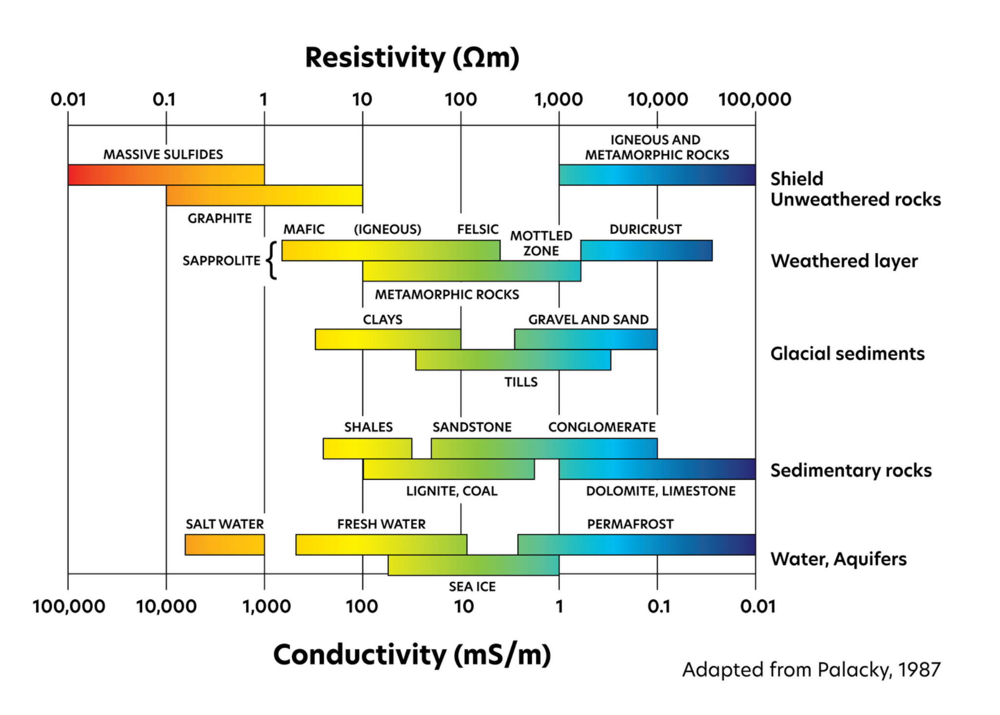 Resistivity (Ωm)
0.01 0.1 1 10 100 1,000 10,000 100,000
MASSIVE SULFIDES
IGNEOUS AND
METAMORPHIC ROCKS
Shield
Unweathered rocks
GRAPHITE
MAFIC (IGNEOUS) FELSIC
MOTTLED
ZONE
DURICRUST
SAPPROLITE {
Weathered layer
METAMORPHIC ROCKS
CLAYS GRAVEL AND SAND
Glacial sediments
TILLS
SHALES SANDSTONE CONGLOMERATE
Sedimentary rocks
LIGNITE, COAL DOLOMITE, LIMESTONE
SALT WATER FRESH WATER PERMAFROST
Water, Aquifers
SEA ICE
100,000 10,000 1,000 100 10 1 0.1 0.01
Conductivity (mS/m)
Adapted from Palacky, 1987